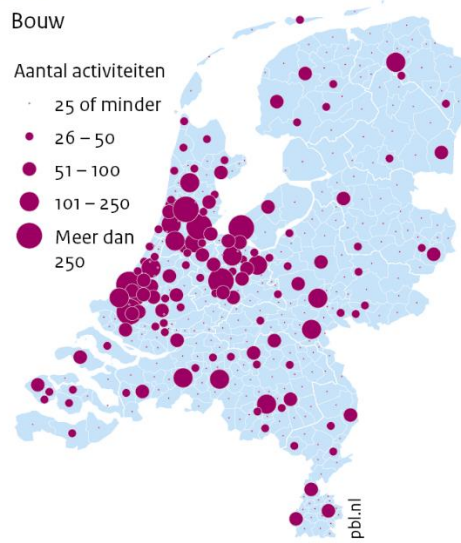 Bouw
Aantal activiteiten
25 of minder
26 – 50
51 – 100
101 – 250
Meer dan
250
pbl.nl